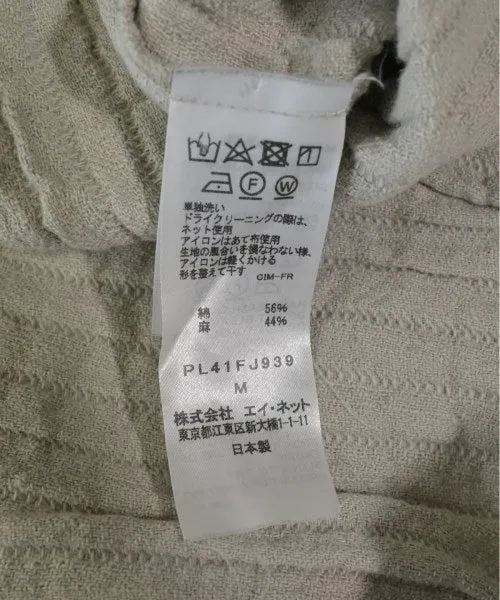 F W
単独洗い
ドライクリーニングの際は、
ネット使用
アイロンはあて布使用
生地の風合いを損なわない様、
アイロンは軽くかける
形を整えて干す CIM-FR
綿 56%
麻 44%
PL41FJ939
M
株式会社 エイ・ネット
東京都江東区新大橋1-1-11
日本製